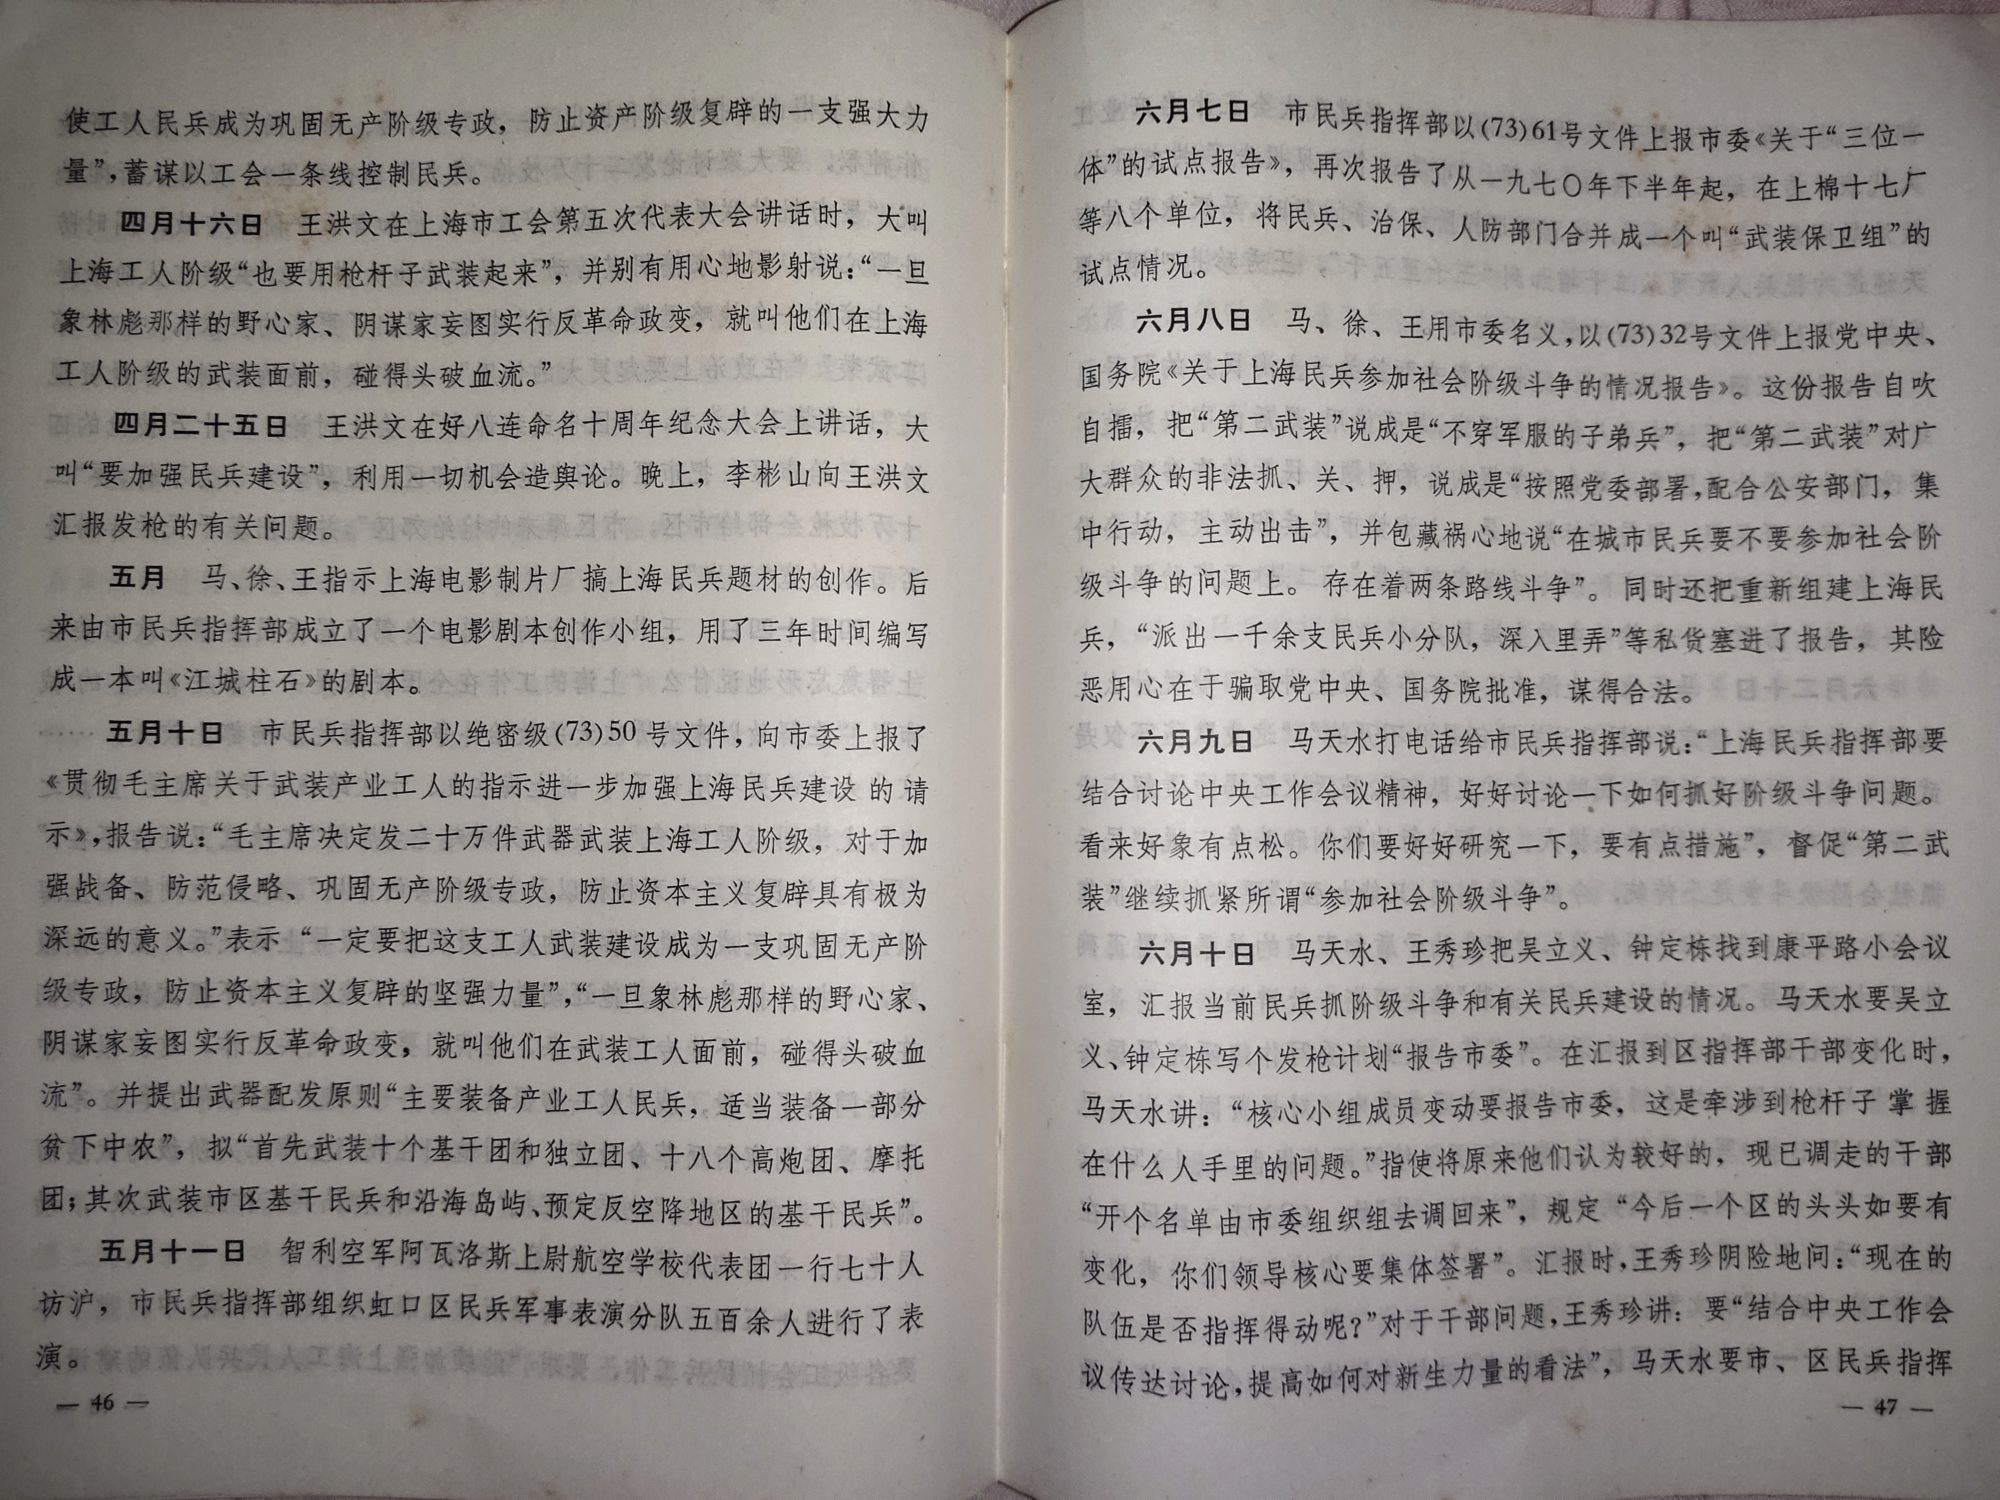 使工人民兵成为巩固无产阶级专政，防止资产阶级复辟的一支强大力
量”，蓄谋以工会一条线控制民兵。
四月十六日　王洪文在上海市工会第五次代表大会讲话时，大叫
上海工人阶级“也要用枪杆子武装起来”，并别有用心地影射说：“一旦
象林彪那样的野心家、阴谋家妄图实行反革命政变，就叫他们在上海
工人阶级的武装面前，碰得头破血流。”
四月二十五日　王洪文在好八连命名十周年纪念大会上讲话，大
叫“要加强民兵建设”，利用一切机会造舆论。晚上，李彬山向王洪文
汇报发枪的有关问题。
五月　马、徐、王指示上海电影制片厂搞上海民兵题材的创作。后
来由市民兵指挥部成立了一个电影剧本创作小组，用了三年时间编写
成一本叫《江城柱石》的剧本。
五月十日　市民兵指挥部以绝密级(73)50号文件，向市委上报了
《贯彻毛主席关于武装产业工人的指示进一步加强上海民兵建设的请
示》，报告说：“毛主席决定发二十万件武器武装上海工人阶级，对于加
强战备、防范侵略、巩固无产阶级专政，防止资本主义复辟具有极为
深远的意义。”表示“一定要把这支工人武装建设成为一支巩固无产阶
级专政，防止资本主义复辟的坚强力量”，“一旦象林彪那样的野心家、
阴谋家妄图实行反革命政变，就叫他们在武装工人面前，碰得头破血
流”。并提出武器配发原则“主要装备产业工人民兵，适当装备一部分
贫下中农”，拟“首先武装十个基干团和独立团、十八个高炮团、摩托
团；其次武装市区基干民兵和沿海岛屿、预定反空降地区的基干民兵”。
五月十一日　智利空军阿瓦洛斯上尉航空学校代表团一行七十人
访沪，市民兵指挥部组织虹口区民兵军事表演分队五百余人进行了表
演。
— 46 —
六月七日　市民兵指挥部以(73)61号文件上报市委《关于“三位一
体”的试点报告》，再次报告了从一九七〇年下半年起，在上棉十七厂
等八个单位，将民兵、治保、人防部门合并成一个叫“武装保卫组”的
试点情况。
六月八日　马、徐、王用市委名义，以(73)32号文件上报党中央、
国务院《关于上海民兵参加社会阶级斗争的情况报告》。这份报告自吹
自擂，把“第二武装”说成是“不穿军服的子弟兵”，把“第二武装”对广
大群众的非法抓、关、押，说成是“按照党委部署，配合公安部门，集
中行动，主动出击”，并包藏祸心地说“在城市民兵要不要参加社会阶
级斗争的问题上。存在着两条路线斗争”。同时还把重新组建上海民
兵，“派出一千余支民兵小分队，深入里弄”等私货塞进了报告，其险
恶用心在于骗取党中央、国务院批准，谋得合法。
六月九日　马天水打电话给市民兵指挥部说：“上海民兵指挥部要
结合讨论中央工作会议精神，好好讨论一下如何抓好阶级斗争问题。
看来好象有点松。你们要好好研究一下，要有点措施”，督促“第二武
装”继续抓紧所谓“参加社会阶级斗争”。
六月十日　马天水、王秀珍把吴立义、钟定栋找到康平路小会议
室，汇报当前民兵抓阶级斗争和有关民兵建设的情况。马天水要吴立
义、钟定栋写个发枪计划“报告市委”。在汇报到区指挥部干部变化时，
马天水讲：“核心小组成员变动要报告市委，这是牵涉到枪杆子掌握
在什么人手里的问题。”指使将原来他们认为较好的，现已调走的干部
“开个名单由市委组织组去调回来”，规定“今后一个区的头头如要有
变化，你们领导核心要集体签署”。汇报时，王秀珍阴险地问：“现在的
队伍是否指挥得动呢？”对于干部问题，王秀珍讲：要“结合中央工作会
议传达讨论，提高如何对新生力量的看法”，马天水要市、区民兵指挥
— 47 —